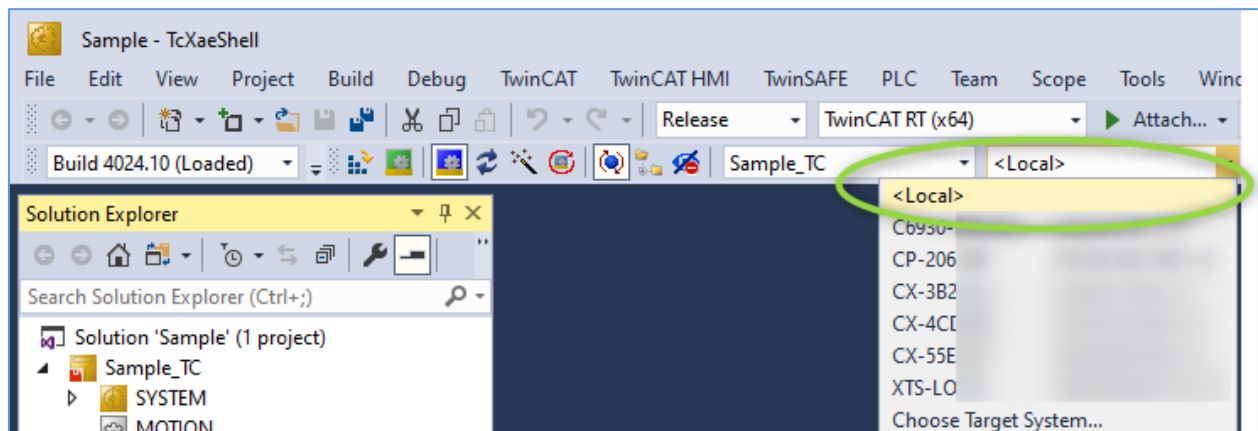 Sample - TcXaeShell
File Edit View Project Build Debug TwinCAT TwinCAT HMI TwinSAFE PLC Team Scope Tools Winc
Release TwinCAT RT (x64) Attach...
Build 4024.10 (Loaded) Sample_TC <Local>
<Local>
Solution Explorer
C6930-
CP-206
CX-3B2
Search Solution Explorer (Ctrl+;)
CX-4CD
Solution 'Sample' (1 project)
CX-55E
Sample_TC
XTS-LO
SYSTEM
Choose Target System...
MOTION